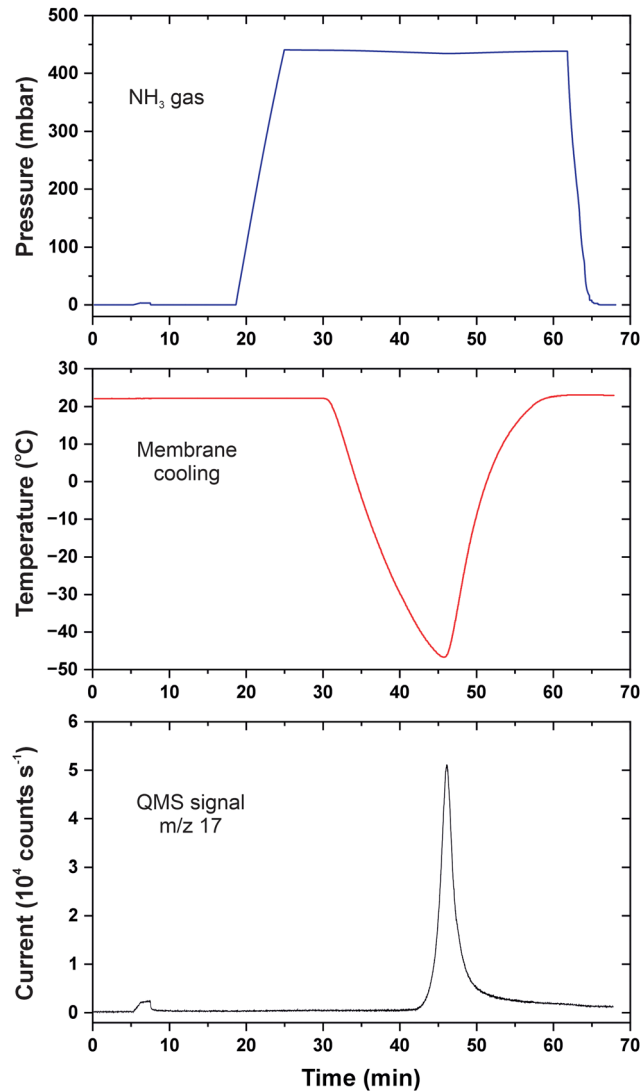 Pressure (mbar)
500
400
300
200
100
0
NH₃ gas
0 10 20 30 40 50 60 70
Temperature (°C)
30
20
10
0
−10
−20
−30
−40
−50
Membrane
cooling
0 10 20 30 40 50 60 70
Current (10⁴ counts s⁻¹)
6
5
4
3
2
1
0
QMS signal
m/z 17
0 10 20 30 40 50 60 70
Time (min)